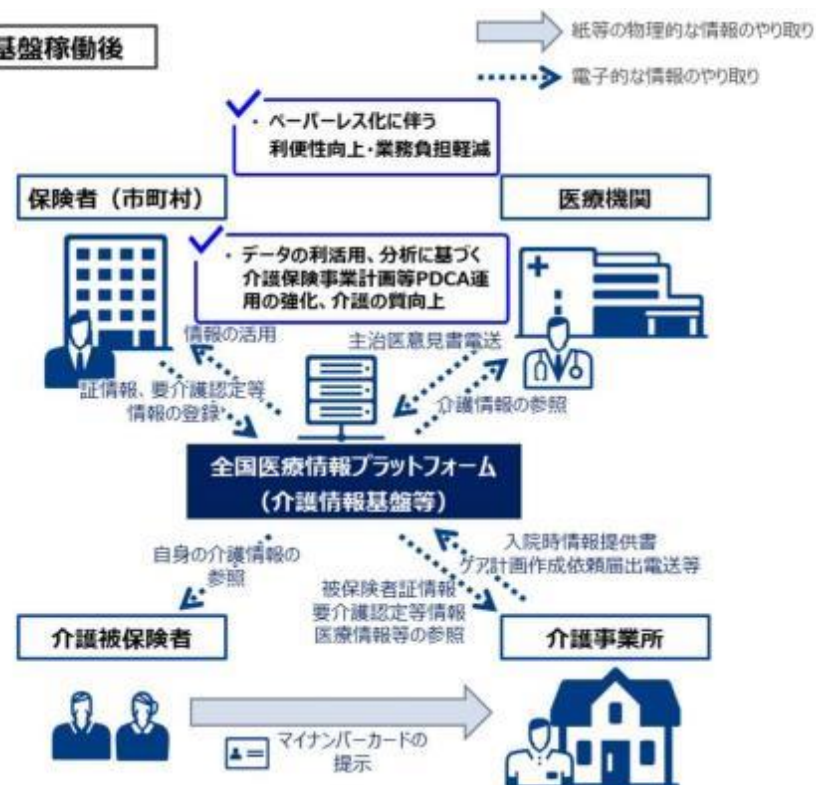 基盤稼働後
紙等の物理的な情報のやり取り
電子的な情報のやり取り
・ ペーパーレス化に伴う
利便性向上・業務負担軽減
保険者（市町村）
医療機関
・ データの利活用、分析に基づく
介護保険事業計画等PDCA運
用の強化、介護の質向上
情報の活用
主治医意見書電送
証情報、要介護認定等
情報の登録
介護情報の参照
全国医療情報プラットフォーム
（介護情報基盤等）
自身の介護情報の
参照
入院時情報提供書
ケア計画作成依頼届出電送等
被保険者証情報
要介護認定等情報
医療情報等の参照
介護被保険者
介護事業所
マイナンバーカードの
提示